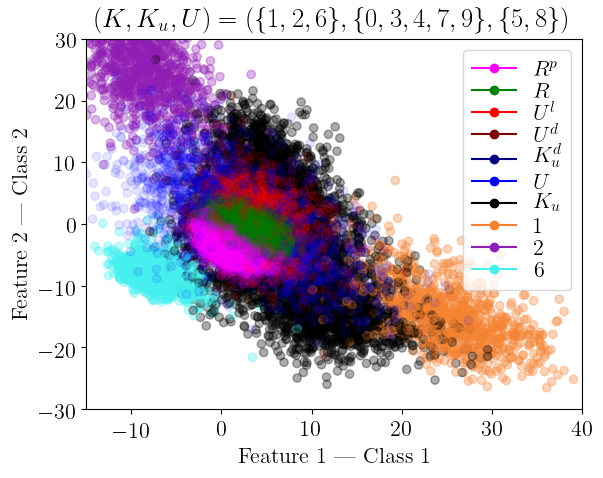 (K, K_u, U) = ({1, 2, 6}, {0, 3, 4, 7, 9}, {5, 8})
30
20
10
0
−10
−20
−30
−10
0
10
20
30
40
Feature 2 — Class 2
Feature 1 — Class 1
R^p
R
U^l
U^d
K_u^d
U
K_u
1
2
6